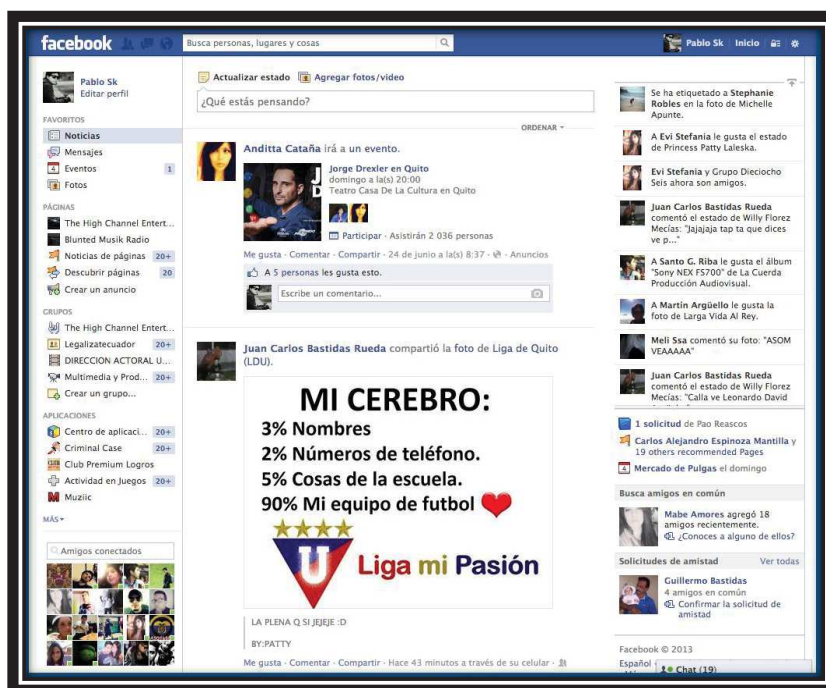 facebook
Busca personas, lugares y cosas
Pablo Sk
Inicio
Pablo Sk
Editar perfil
FAVORITOS
Noticias
Mensajes
Eventos 1
Fotos
PÁGINAS
The High Channel Entert...
Blunted Musik Radio
Noticias de páginas 20+
Descubrir páginas 20
Crear un anuncio
GRUPOS
The High Channel Entert...
Legalizatecuador 20+
DIRECCION ACTORAL U...
Multimedia y Prod... 20+
Crear un grupo...
APLICACIONES
Centro de aplicaci... 20+
Criminal Case 20+
Club Premium Logros
Actividad en Juegos 20+
Muziic
MÁS
Amigos conectados
Actualizar estado Agregar fotos/video
¿Qué estás pensando?
ORDENAR
Anditta Cataña irá a un evento.
Jorge Drexler en Quito
domingo a la(s) 20:00
Teatro Casa De La Cultura en Quito
Participar · Asistirán 2 036 personas
Me gusta · Comentar · Compartir · 24 de junio a la(s) 8:37 · Anuncios
A 5 personas les gusta esto.
Escribe un comentario...
Juan Carlos Bastidas Rueda compartió la foto de Liga de Quito
(LDU).
MI CEREBRO:
3% Nombres
2% Números de teléfono.
5% Cosas de la escuela.
90% Mi equipo de futbol
U
Liga mi Pasión
LA PLENA Q SI JEJEJE :D
BY:PATTY
Me gusta · Comentar · Compartir · Hace 43 minutos a través de su celular ·
Se ha etiquetado a Stephanie
Robles en la foto de Michelle
Apunte.
A Evi Stefania le gusta el estado
de Princess Patty Laleska.
Evi Stefania y Grupo Dieciocho
Seis ahora son amigos.
Juan Carlos Bastidas Rueda
comentó el estado de Willy Florez
Mecías: "Jajajaja tap ta que dices
ve p..."
A Santo G. Riba le gusta el álbum
"Sony NEX FS700" de La Cuerda
Producción Audiovisual.
A Martin Argüello le gusta la
foto de Larga Vida Al Rey.
Meli Ssa comentó su foto: "ASOM
VEAAAAA"
Juan Carlos Bastidas Rueda
comentó el estado de Willy Florez
Mecías: "Calla ve Leonardo David
1 solicitud de Pao Reascos
Carlos Alejandro Espinoza Mantilla y
19 others recommended Pages
4 Mercado de Pulgas el domingo
Busca amigos en común
Mabe Amores agregó 18
amigos recientemente.
¿Conoces a alguno de ellos?
Solicitudes de amistad Ver todas
Guillermo Bastidas
4 amigos en común
Confirmar la solicitud de
amistad
Facebook © 2013
Español
Chat (19)